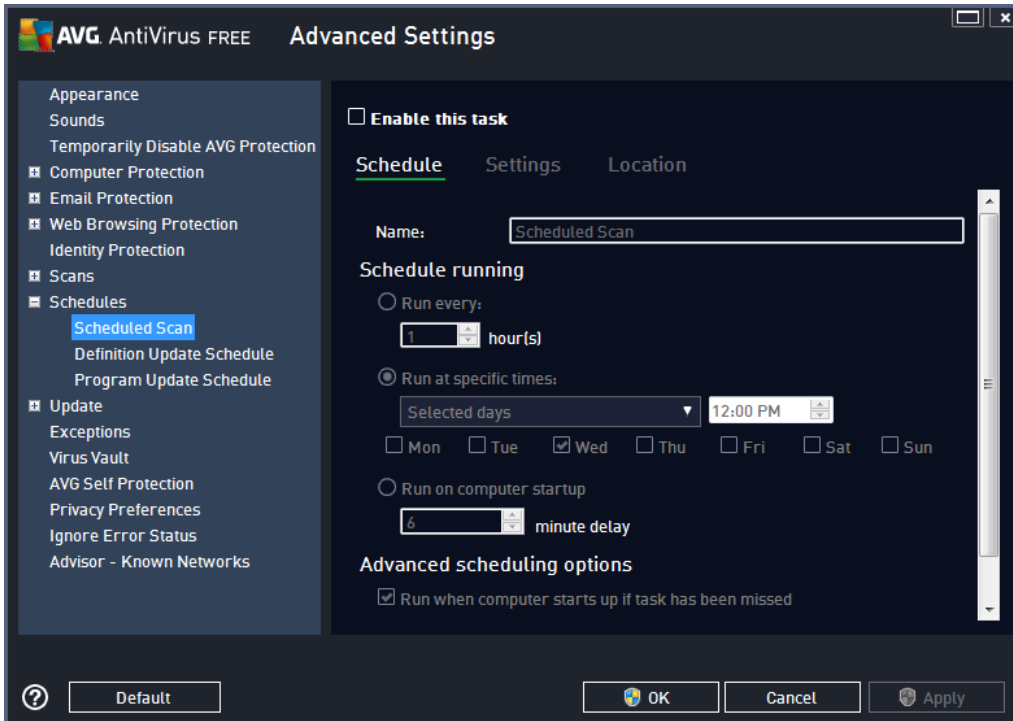 AVG. AntiVirus FREE Advanced Settings
Appearance
Sounds
Temporarily Disable AVG Protection
Computer Protection
Email Protection
Web Browsing Protection
Identity Protection
Scans
Schedules
Scheduled Scan
Definition Update Schedule
Program Update Schedule
Update
Exceptions
Virus Vault
AVG Self Protection
Privacy Preferences
Ignore Error Status
Advisor - Known Networks
Enable this task
Schedule Settings Location
Name: Scheduled Scan
Schedule running
Run every:
1 hour(s)
Run at specific times:
Selected days 12:00 PM
Mon Tue Wed Thu Fri Sat Sun
Run on computer startup
6 minute delay
Advanced scheduling options
Run when computer starts up if task has been missed
? Default OK Cancel Apply